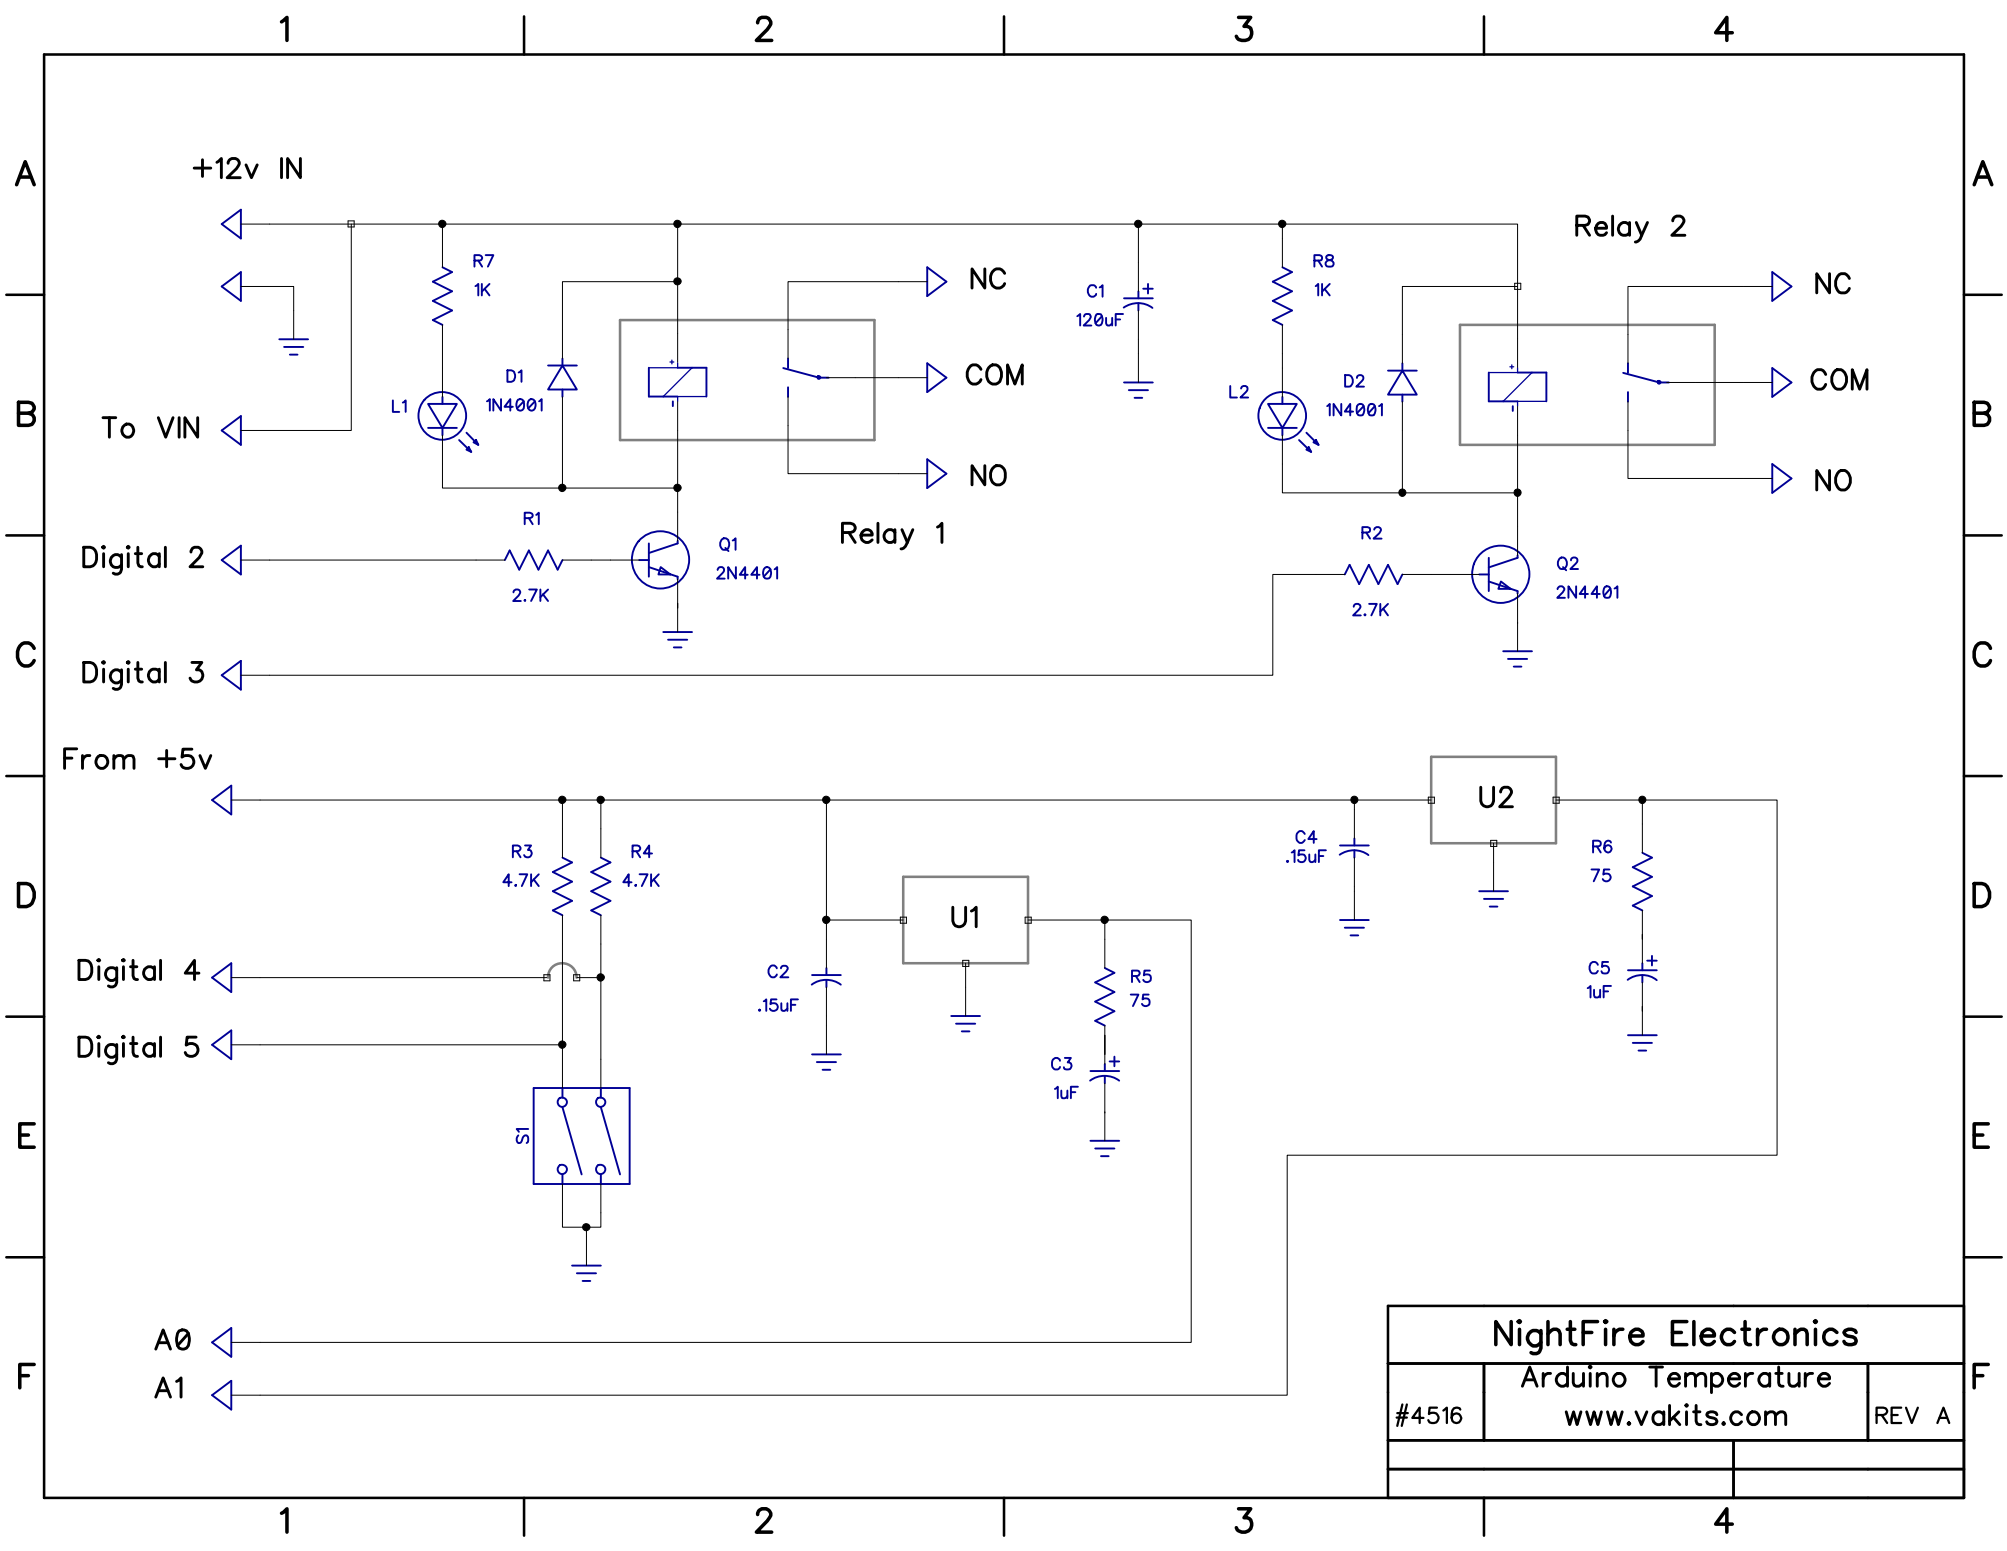 1 2 3 4
A A
+12v IN
Relay 2
R7
1K
NC
C1
+
120uF
R8
1K
NC
B B
D1
1N4001
+
-
COM
L1
D2
1N4001
+
-
COM
L2
To VIN
NO
NO
R1
2.7K
Q1
2N4401
Relay 1
R2
2.7K
Q2
2N4401
Digital 2
C C
Digital 3
From +5v
U2
R3
4.7K
R4
4.7K
C4
.15uF
R6
75
D D
U1
Digital 4
C2
.15uF
R5
75
C5
+
1uF
Digital 5
C3
+
1uF
E E
S1
A0
A1
F F
NightFire Electronics
#4516
Arduino Temperature
www.vakits.com
REV A
1 2 3 4